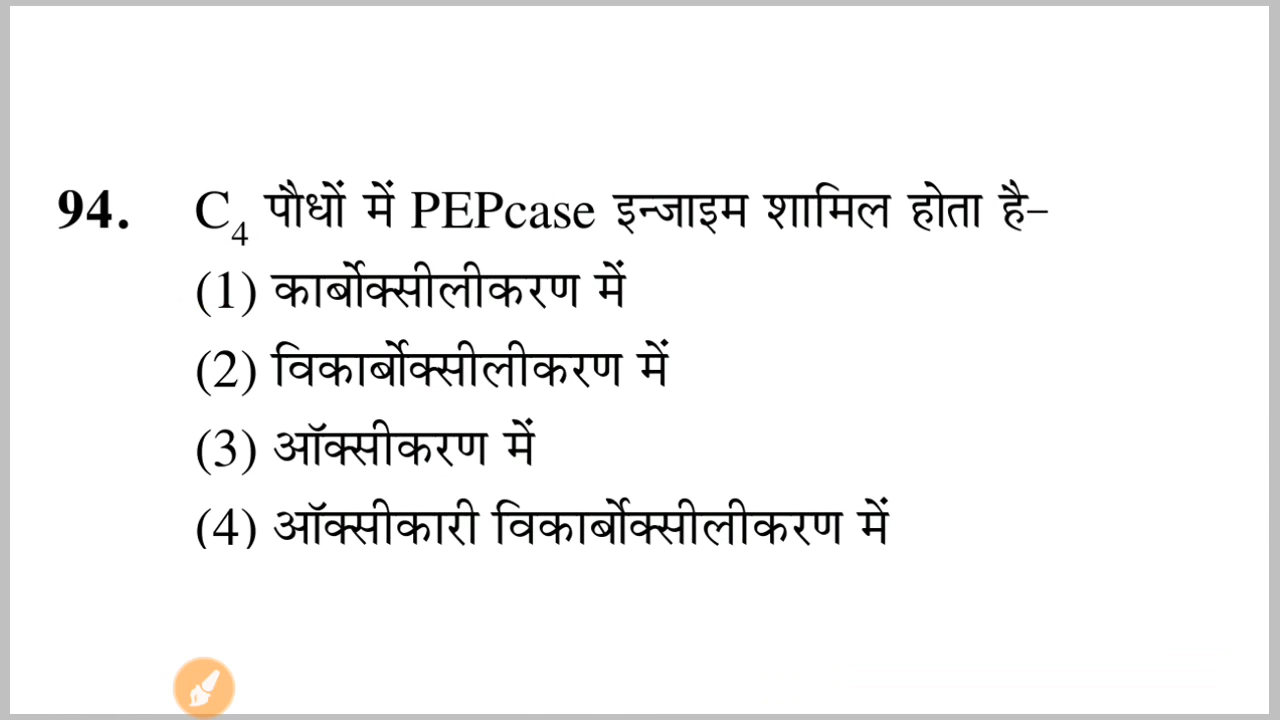 94. C₄ पौधों में PEPcase इन्जाइम शामिल होता है–
(1) कार्बोक्सीलीकरण में
(2) विकार्बोक्सीलीकरण में
(3) ऑक्सीकरण में
(4) ऑक्सीकारी विकार्बोक्सीलीकरण में